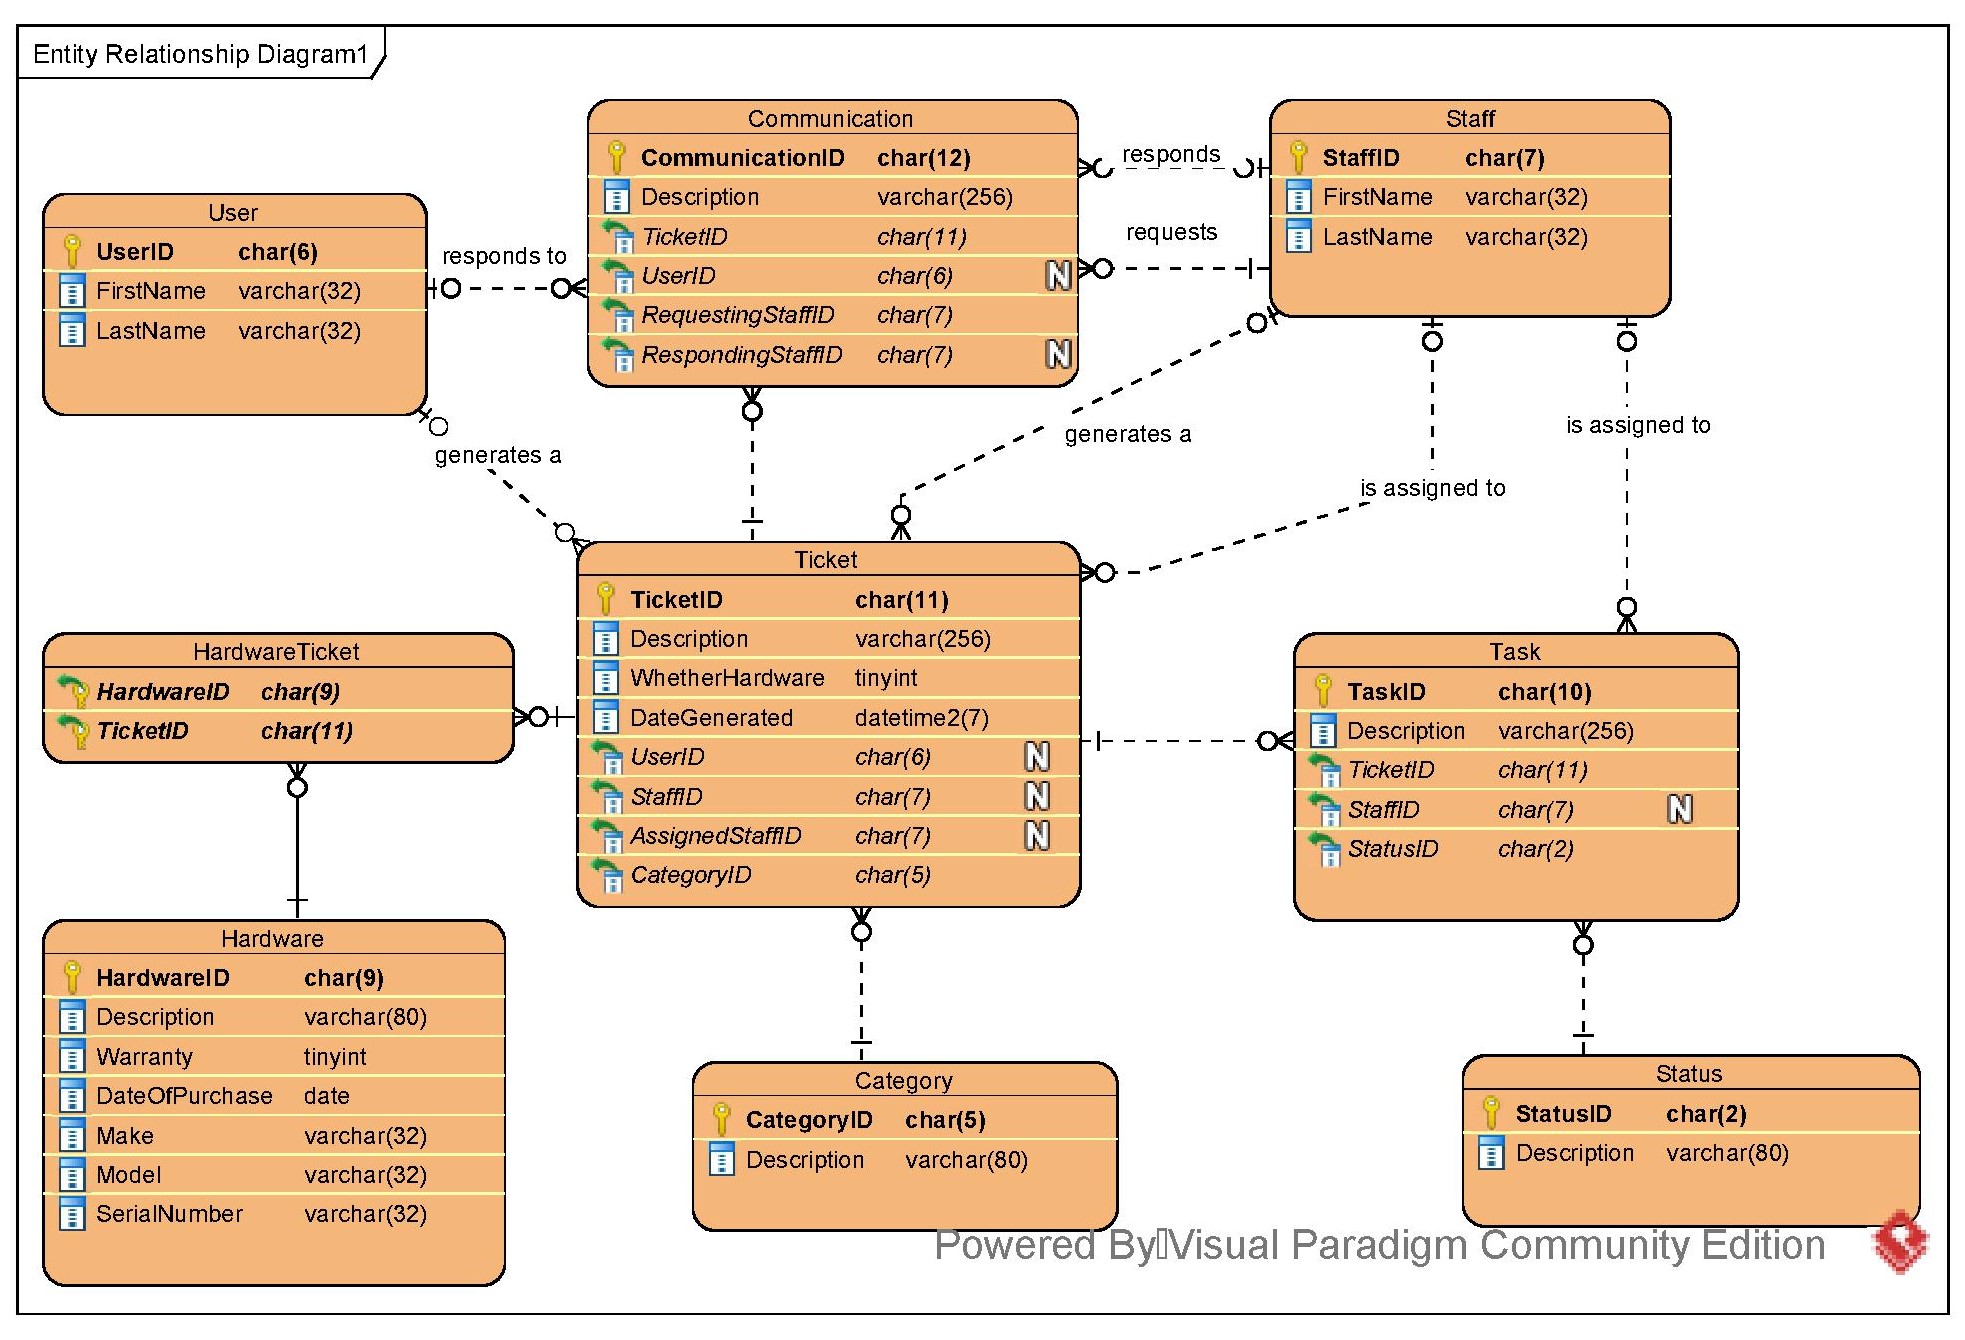 Entity Relationship Diagram1
Communication
CommunicationID char(12)
Description varchar(256)
TicketID char(11)
UserID char(6) N
RequestingStaffID char(7)
RespondingStaffID char(7) N
responds
requests
Staff
StaffID char(7)
FirstName varchar(32)
LastName varchar(32)
User
UserID char(6)
FirstName varchar(32)
LastName varchar(32)
responds to
generates a
generates a
is assigned to
is assigned to
Ticket
TicketID char(11)
Description varchar(256)
WhetherHardware tinyint
DateGenerated datetime2(7)
UserID char(6) N
StaffID char(7) N
AssignedStaffID char(7) N
CategoryID char(5)
HardwareTicket
HardwareID char(9)
TicketID char(11)
Task
TaskID char(10)
Description varchar(256)
TicketID char(11)
StaffID char(7) N
StatusID char(2)
Hardware
HardwareID char(9)
Description varchar(80)
Warranty tinyint
DateOfPurchase date
Make varchar(32)
Model varchar(32)
SerialNumber varchar(32)
Category
CategoryID char(5)
Description varchar(80)
Status
StatusID char(2)
Description varchar(80)
Powered By Visual Paradigm Community Edition